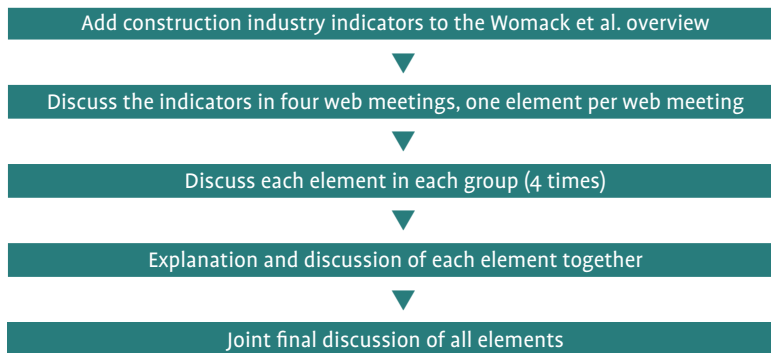 Add construction industry indicators to the Womack et al. overview
Discuss the indicators in four web meetings, one element per web meeting
Discuss each element in each group (4 times)
Explanation and discussion of each element together
Joint final discussion of all elements